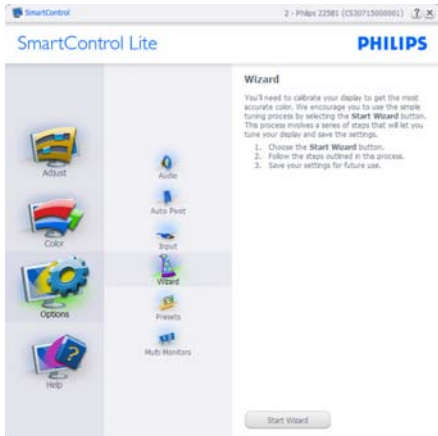 SmartControl
2 - Philips 225B1 (CS30715000001) ? X
SmartControl Lite
PHILIPS
Adjust
Color
Options
Help
Audio
Auto Pivot
Input
Wizard
Presets
Multi Monitors
Wizard
You'll need to calibrate your display to get the most
accurate color. We encourage you to use the simple
tuning process by selecting the Start Wizard button.
This process involves a series of steps that will let you
tune your display and save the settings.
1. Choose the Start Wizard button.
2. Follow the steps outlined in this process.
3. Save your settings for future use.
Start Wizard